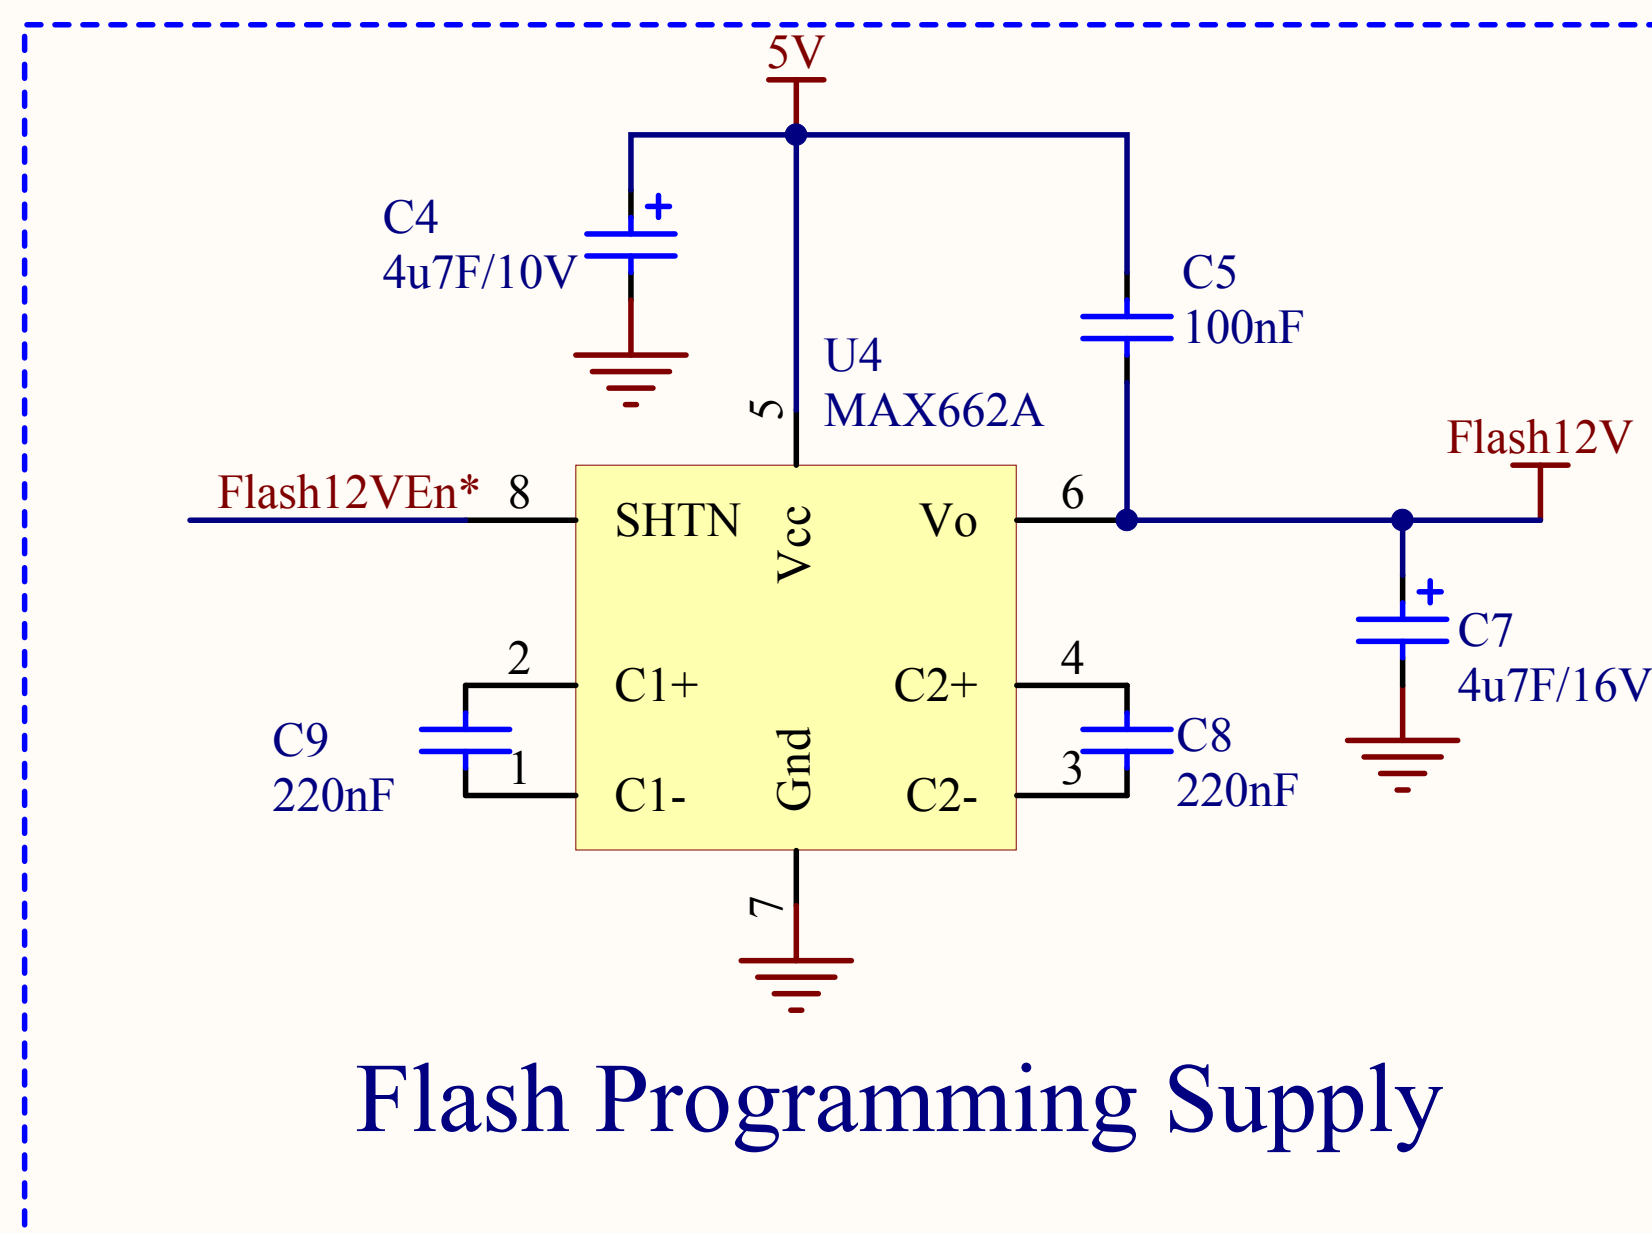 5V
C4
4u7F/10V
C5
100nF
U4
MAX662A
5
Flash12V
Flash12VEn*
8
SHTN
Vcc
Vo
6
2
C1+
C2+
4
C7
4u7F/16V
C9
220nF
1
C1-
Gnd
C2-
3
C8
220nF
7
Flash Programming Supply